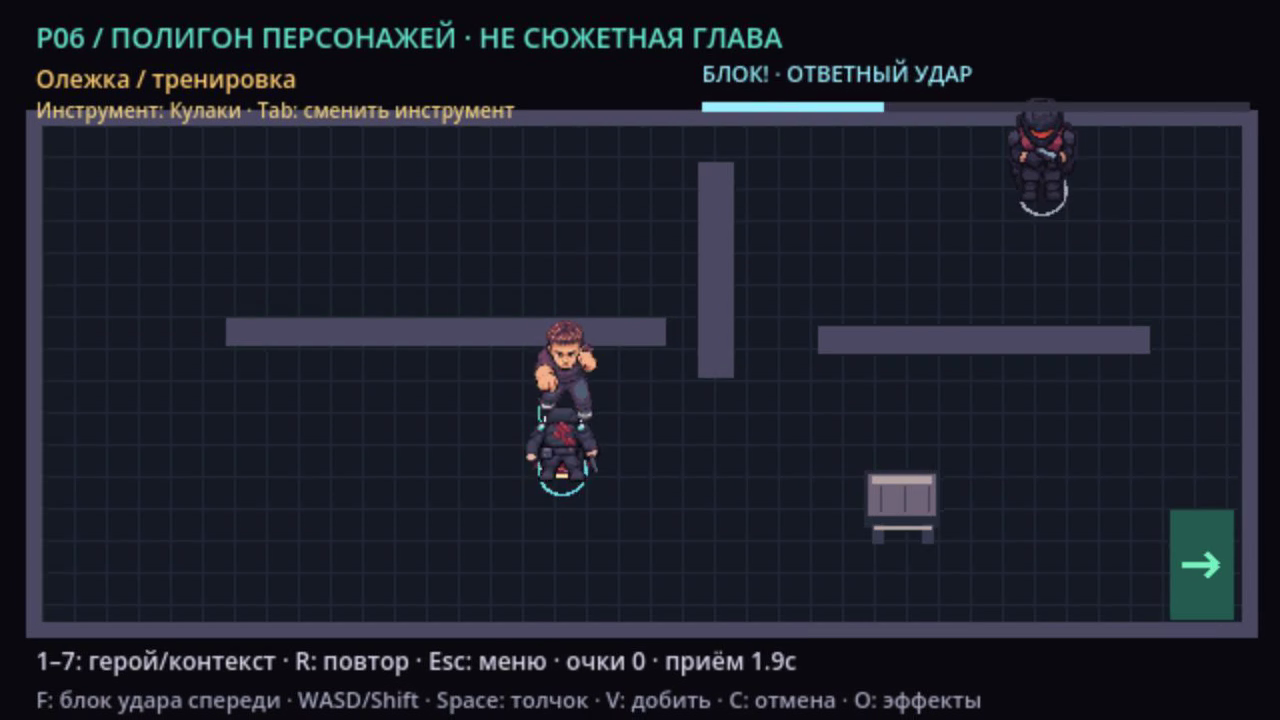 P06 / ПОЛИГОН ПЕРСОНАЖЕЙ · НЕ СЮЖЕТНАЯ ГЛАВА
Олежка / тренировка
БЛОК! · ОТВЕТНЫЙ УДАР
Инструмент: Кулаки · Tab: сменить инструмент
→
1–7: герой/контекст · R: повтор · Esc: меню · очки 0 · приём 1.9с
F: блок удара спереди · WASD/Shift · Space: толчок · V: добить · C: отмена · O: эффекты